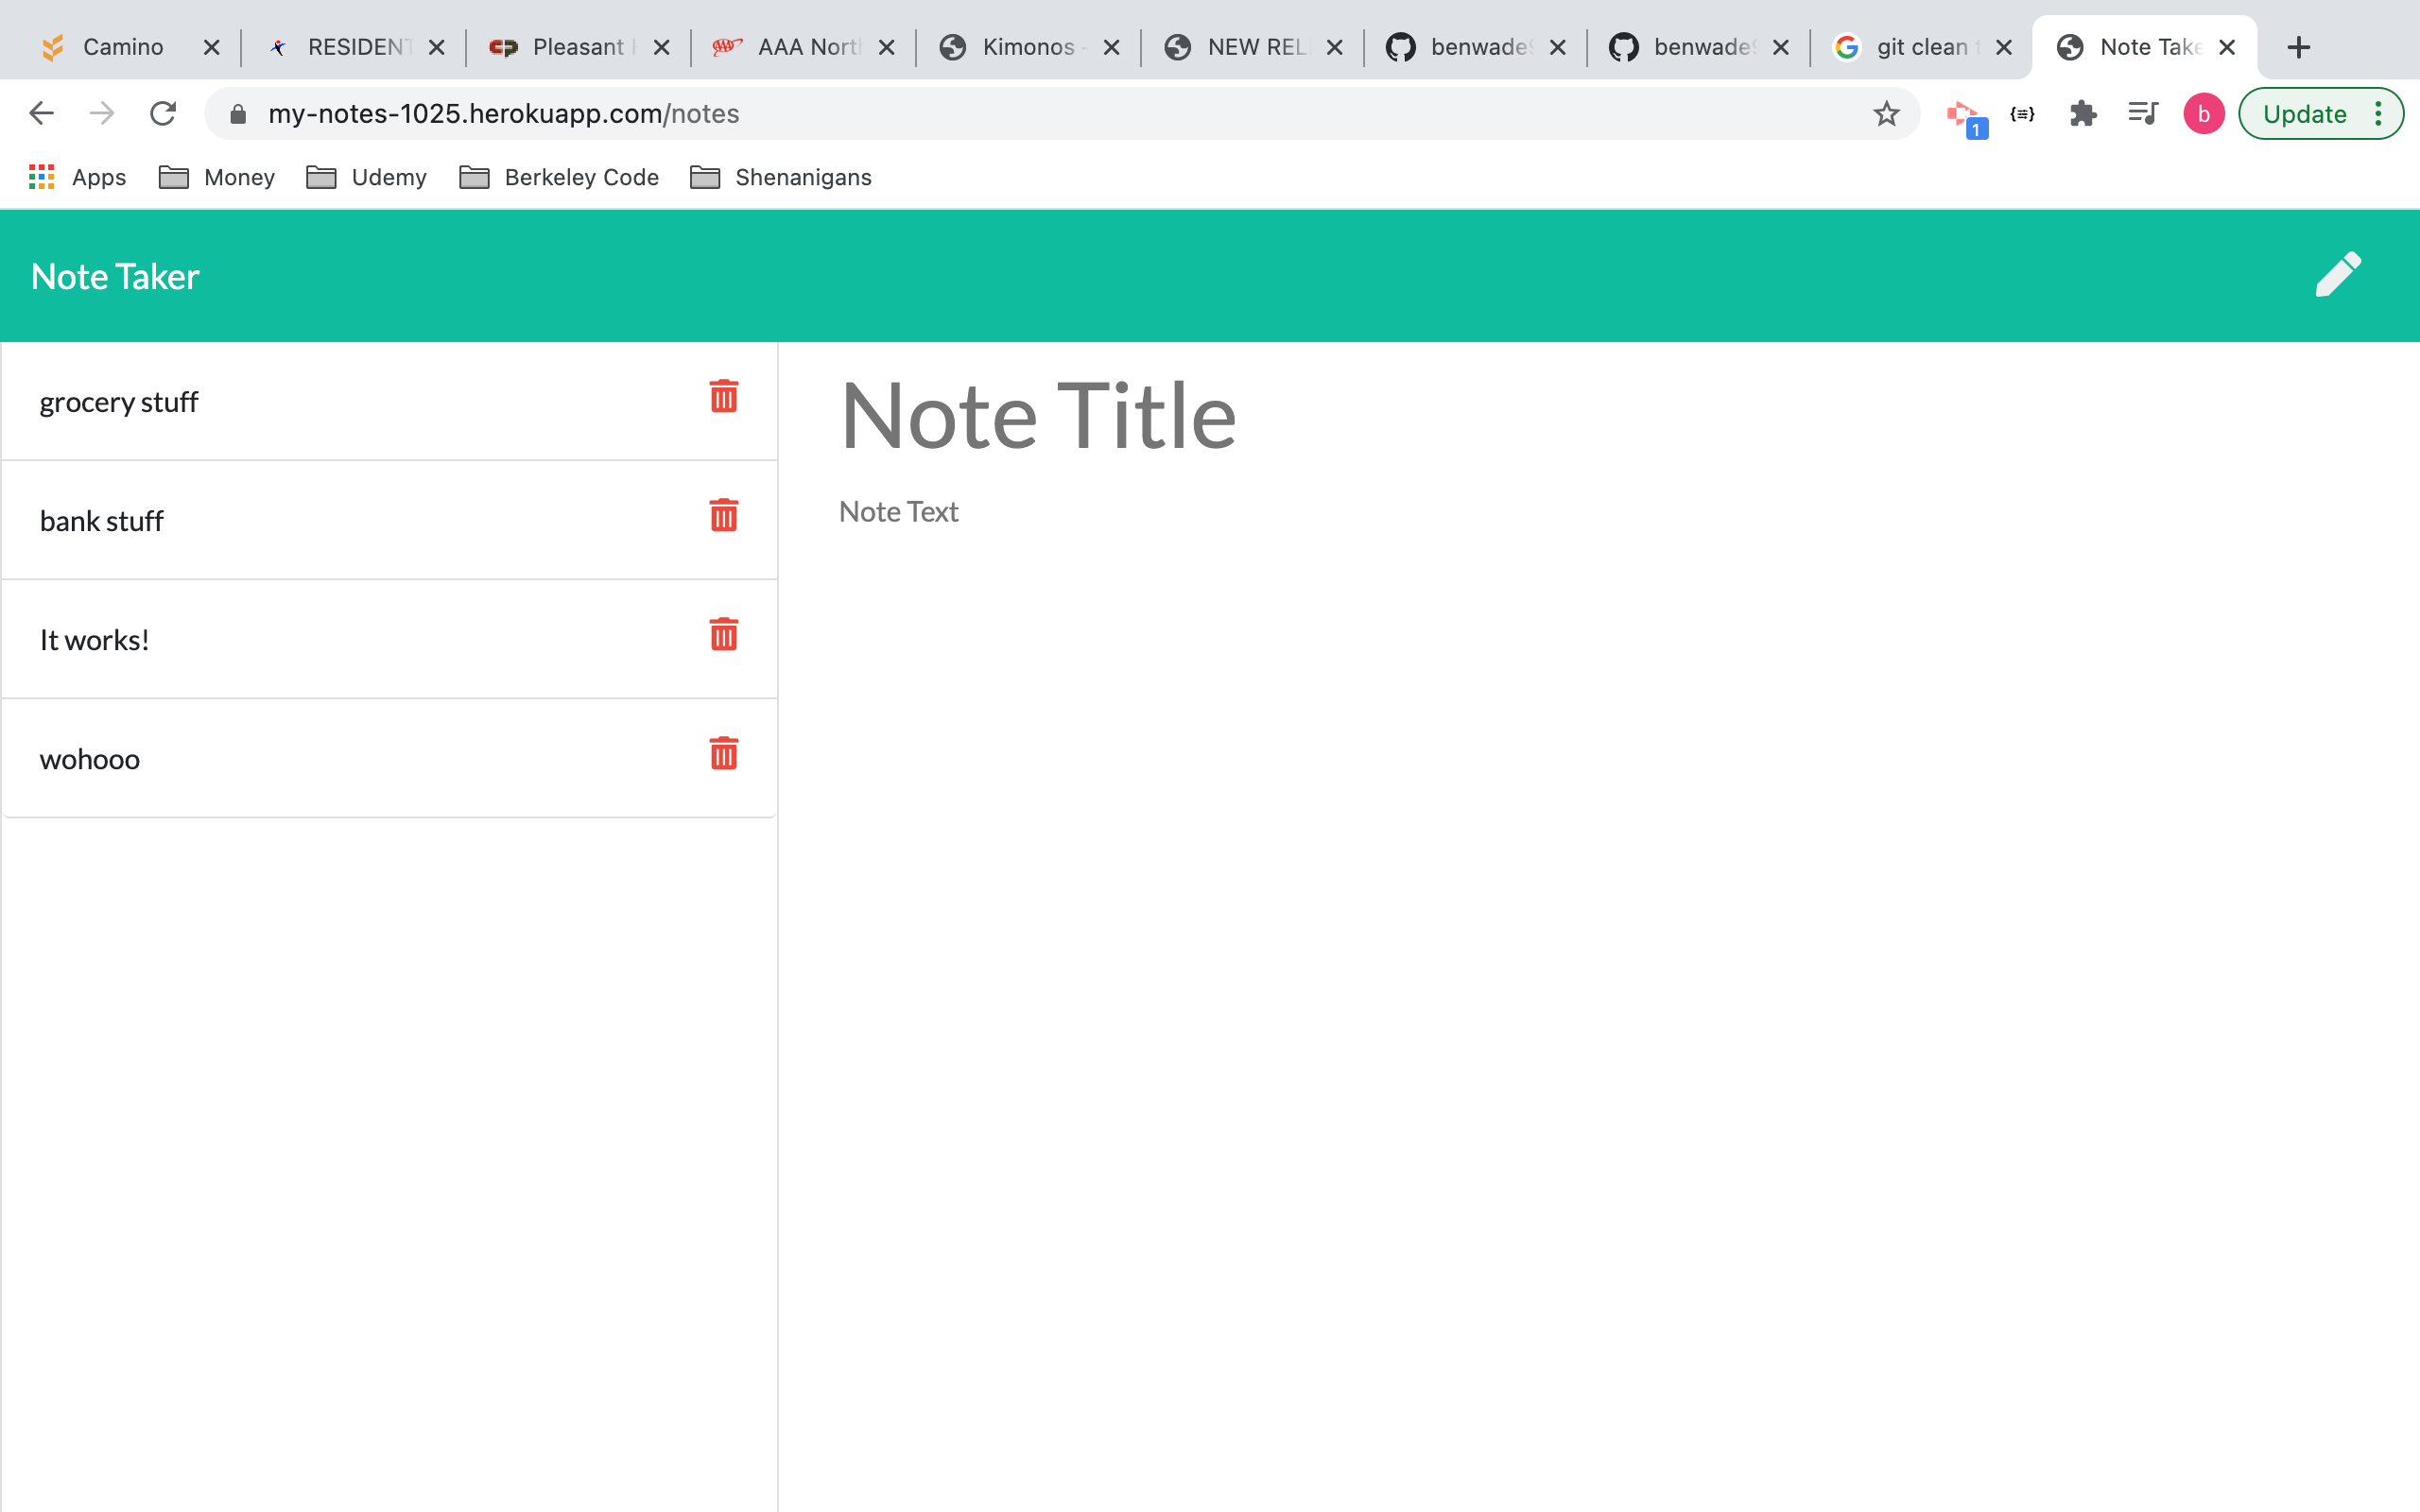 Camino RESIDENT Pleasant AAA Nort Kimonos - NEW REL benwade benwade git clean Note Take
my-notes-1025.herokuapp.com/notes 1 b Update
Apps Money Udemy Berkeley Code Shenanigans
Note Taker
grocery stuff
bank stuff
It works!
wohooo
Note Title
Note Text